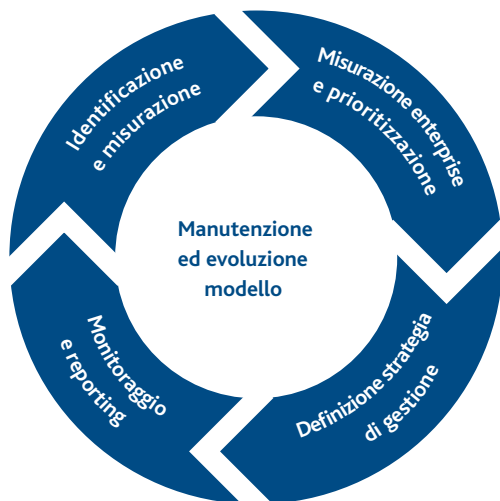 Identificazione
e misurazione
Misurazione enterprise
e prioritizzazione
Manutenzione
ed evoluzione
modello
Definizione strategia
di gestione
Monitoraggio
e reporting